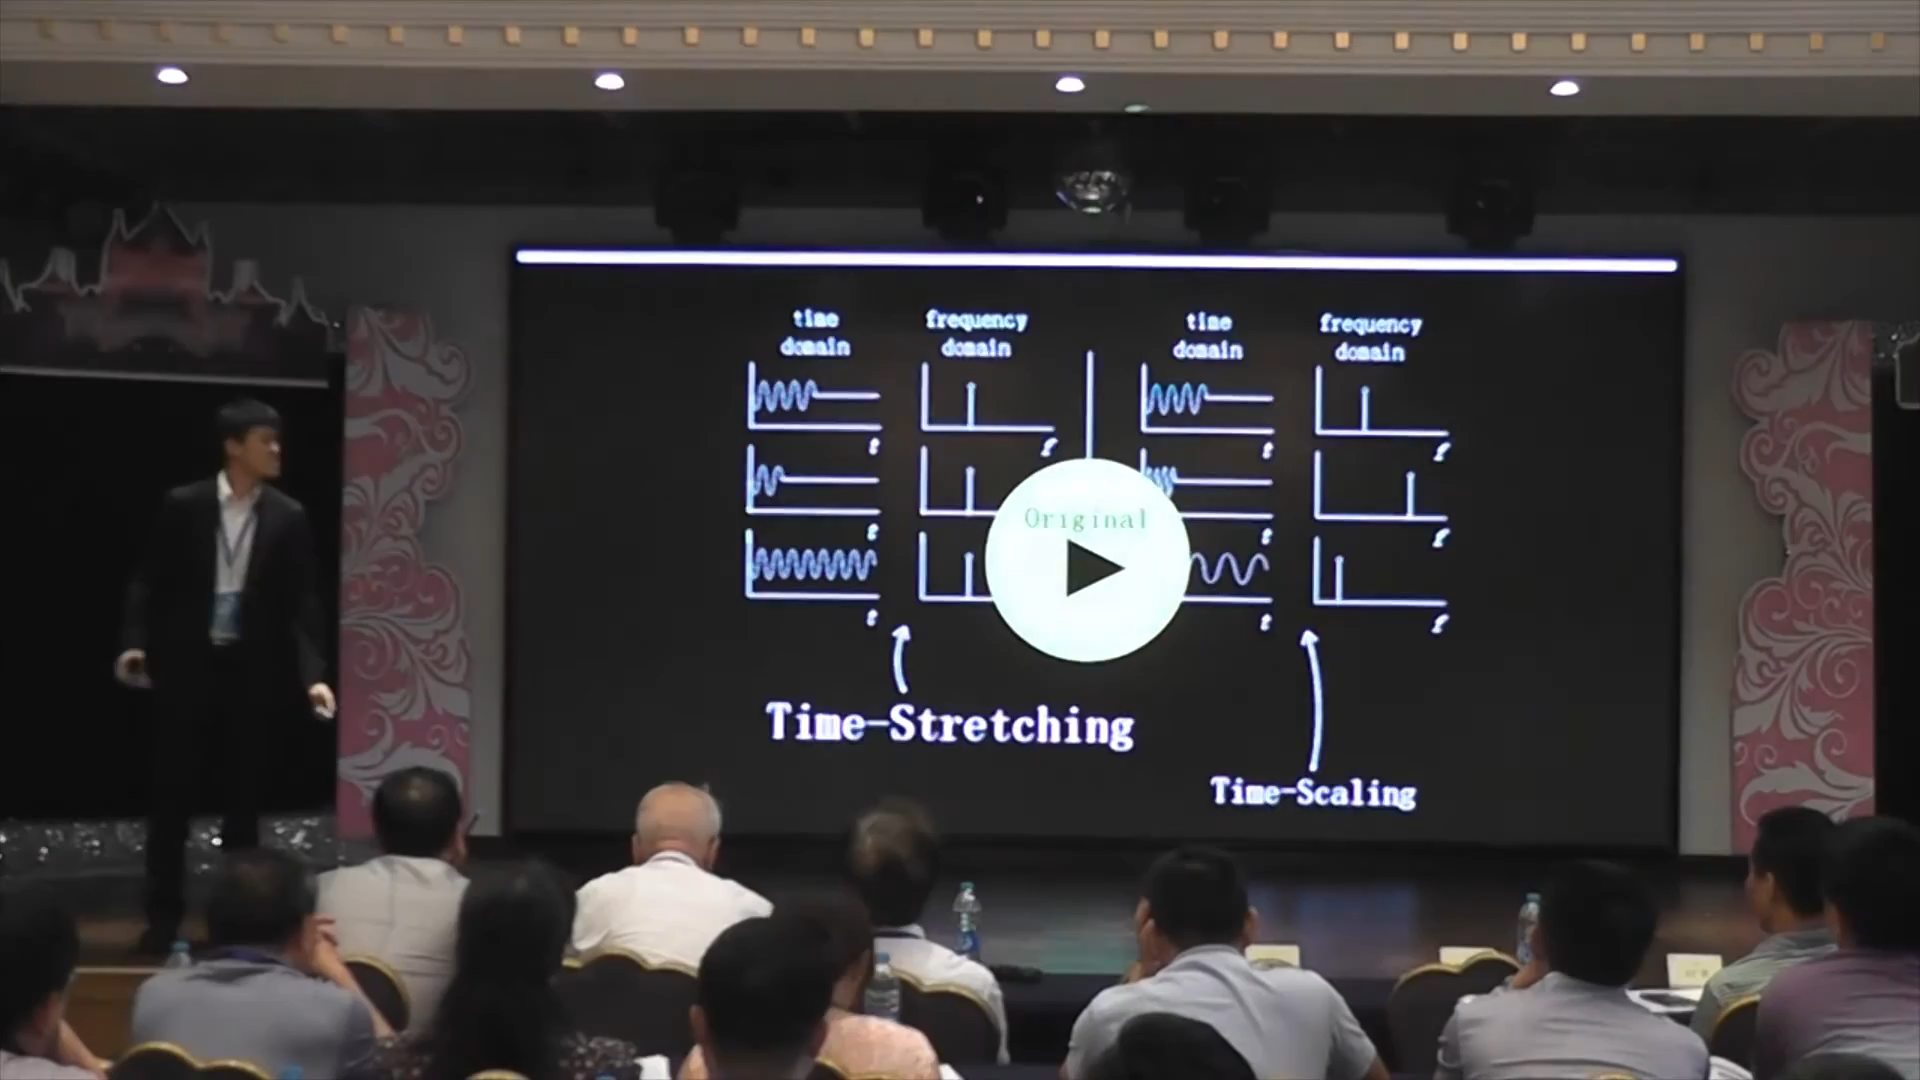 time
domain
frequency
domain
time
domain
frequency
domain
t
f
t
f
t
t
f
Original
t
t
f
Time-Stretching
Time-Scaling